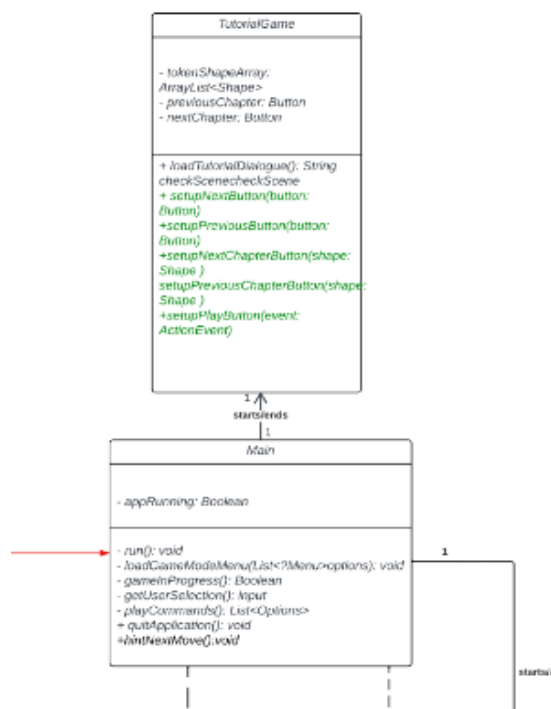 TutorialGame
- tokenShapeArray:
ArrayList<Shape>
- previousChapter: Button
- nextChapter: Button
+ loadTutorialDialogue(): String
checkScenecheckScene
+ setupNextButton(button:
Button)
+setupPreviousButton(button:
Button)
+setupNextChapterButton(shape:
Shape )
setupPreviousChapterButton(shape:
Shape )
+setupPlayButton(event:
ActionEvent)
1
starts/ends
1
Main
- appRunning: Boolean
- run(): void
- loadGameModeMenu(List<?Menu>options): void
- gameInProgress(): Boolean
- getUserSelection(): Input
- playCommands(): List<Options>
+ quitApplication(): void
+hintNextMove():void
1
starts/